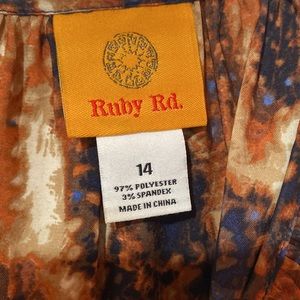 Ruby Rd.
14
97% POLYESTER
3% SPANDEX
MADE IN CHINA